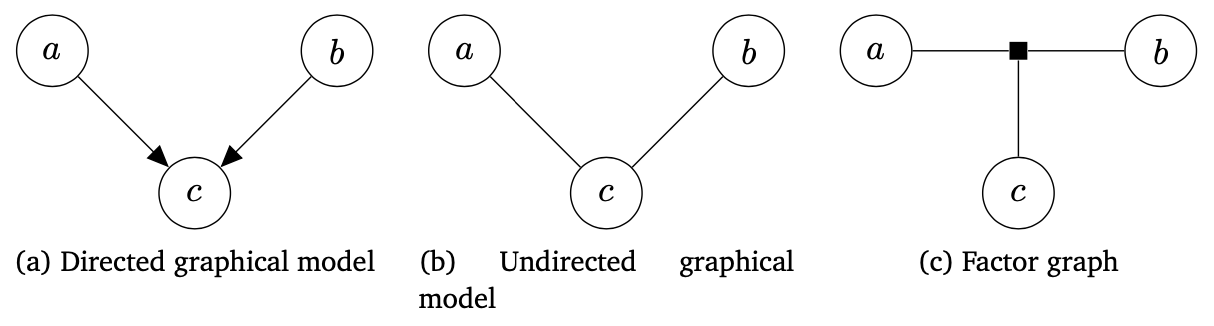 a
b
c
(a) Directed graphical model
a
b
c
(b) Undirected graphical
model
a
b
c
(c) Factor graph